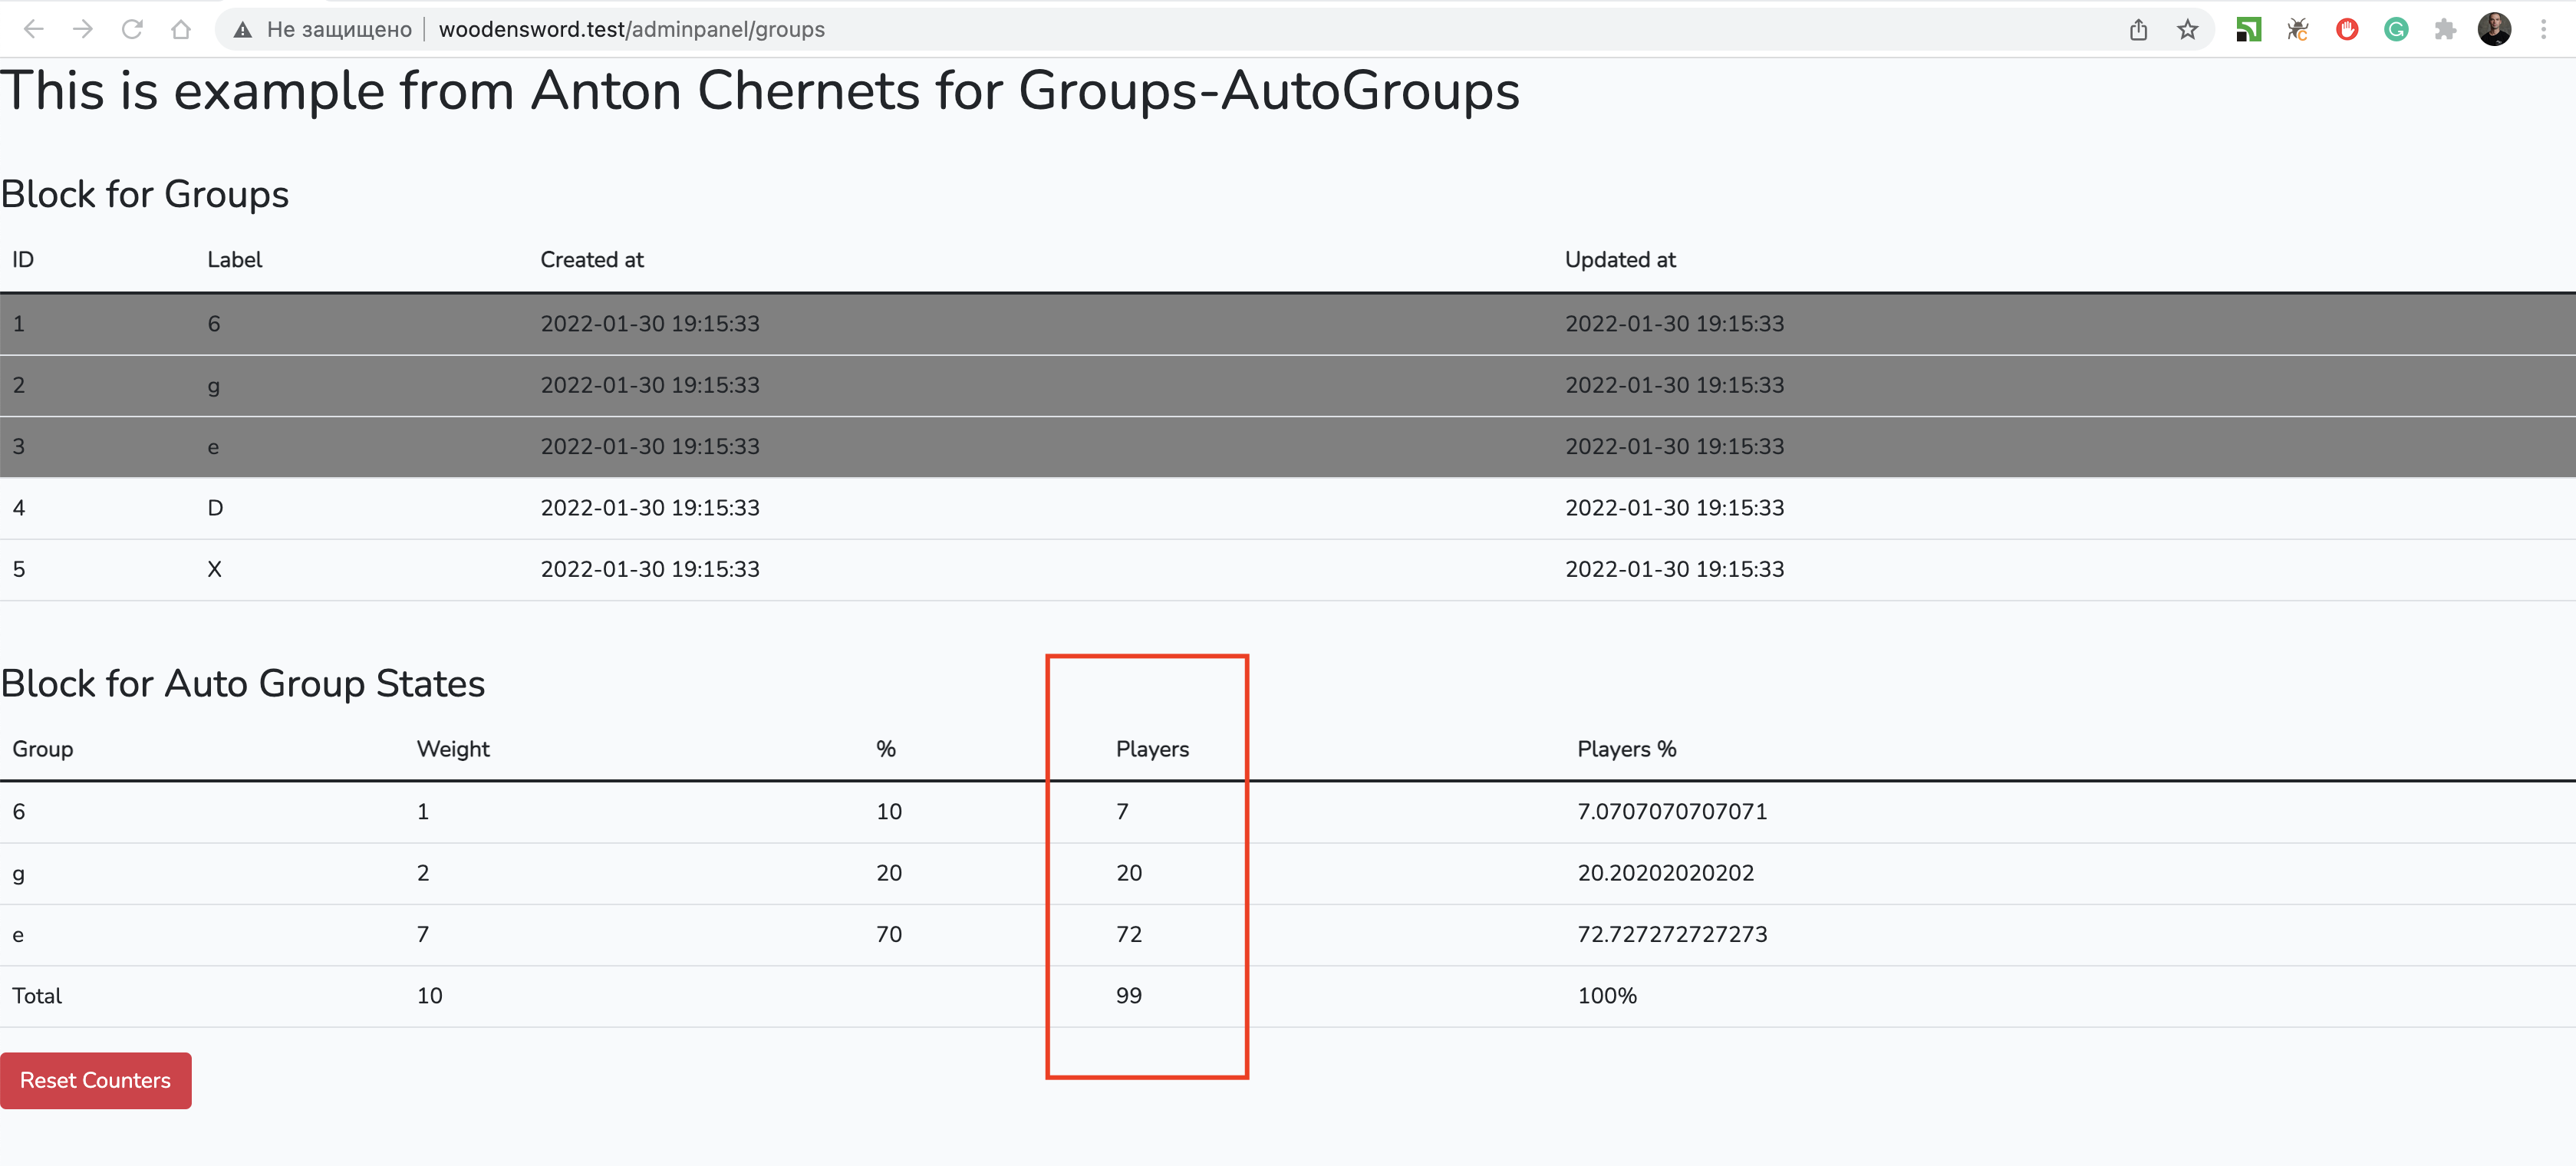 Не защищено woodensword.test/adminpanel/groups
This is example from Anton Chernets for Groups-AutoGroups
Block for Groups
ID Label Created at Updated at
1 6 2022-01-30 19:15:33 2022-01-30 19:15:33
2 g 2022-01-30 19:15:33 2022-01-30 19:15:33
3 e 2022-01-30 19:15:33 2022-01-30 19:15:33
4 D 2022-01-30 19:15:33 2022-01-30 19:15:33
5 X 2022-01-30 19:15:33 2022-01-30 19:15:33
Block for Auto Group States
Group Weight % Players Players %
6 1 10 7 7.0707070707071
g 2 20 20 20.20202020202
e 7 70 72 72.727272727273
Total 10 99 100%
Reset Counters